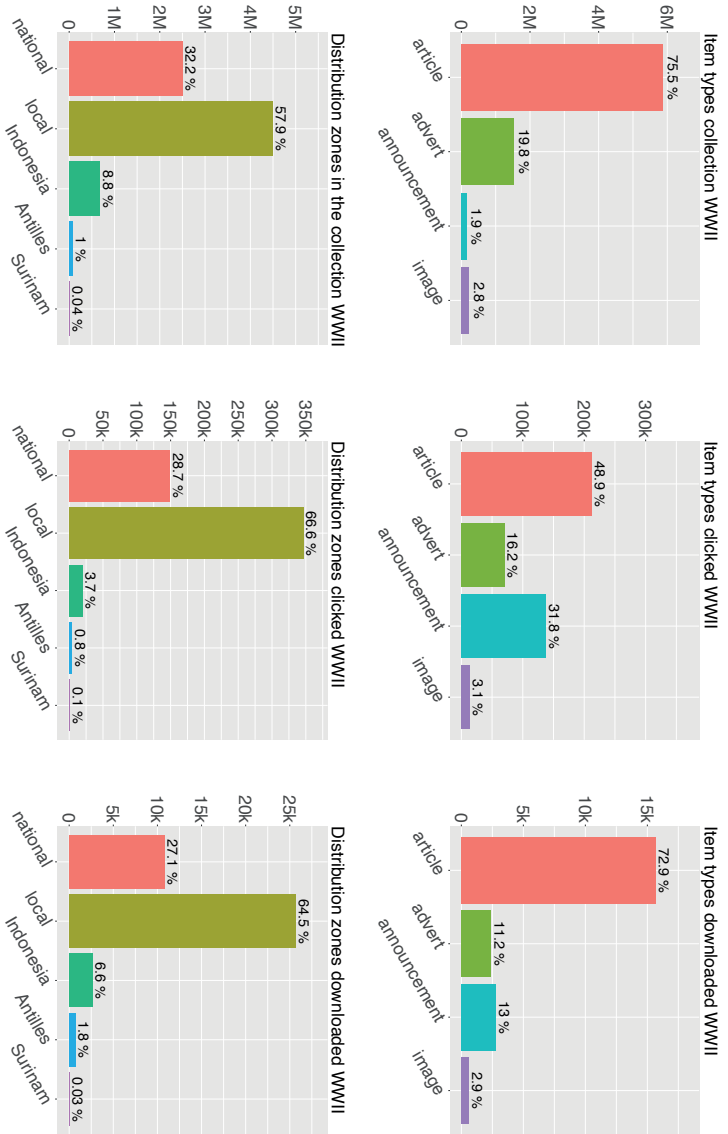 Item types collection WWII
6M
4M
2M
0
75.5 %
19.8 %
1.9 %
2.8 %
article
advert
announcement
image
Item types clicked WWII
300k
200k
100k
0
48.9 %
16.2 %
31.8 %
3.1 %
article
advert
announcement
image
Item types downloaded WWII
15k
10k
5k
0
72.9 %
11.2 %
13 %
2.9 %
article
advert
announcement
image
Distribution zones in the collection WWII
5M
4M
3M
2M
1M
0
32.2 %
57.9 %
8.8 %
1 %
0.04 %
national
local
Indonesia
Antilles
Surinam
Distribution zones clicked WWII
350k
300k
250k
200k
150k
100k
50k
0
28.7 %
66.6 %
3.7 %
0.8 %
0.1 %
national
local
Indonesia
Antilles
Surinam
Distribution zones downloaded WWII
25k
20k
15k
10k
5k
0
27.1 %
64.5 %
6.6 %
1.8 %
0.03 %
national
local
Indonesia
Antilles
Surinam